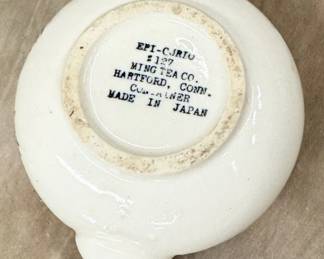 EPI-CURIO
#127
MING TEA CO.
HARTFORD, CONN.
CONTAINER
MADE IN JAPAN